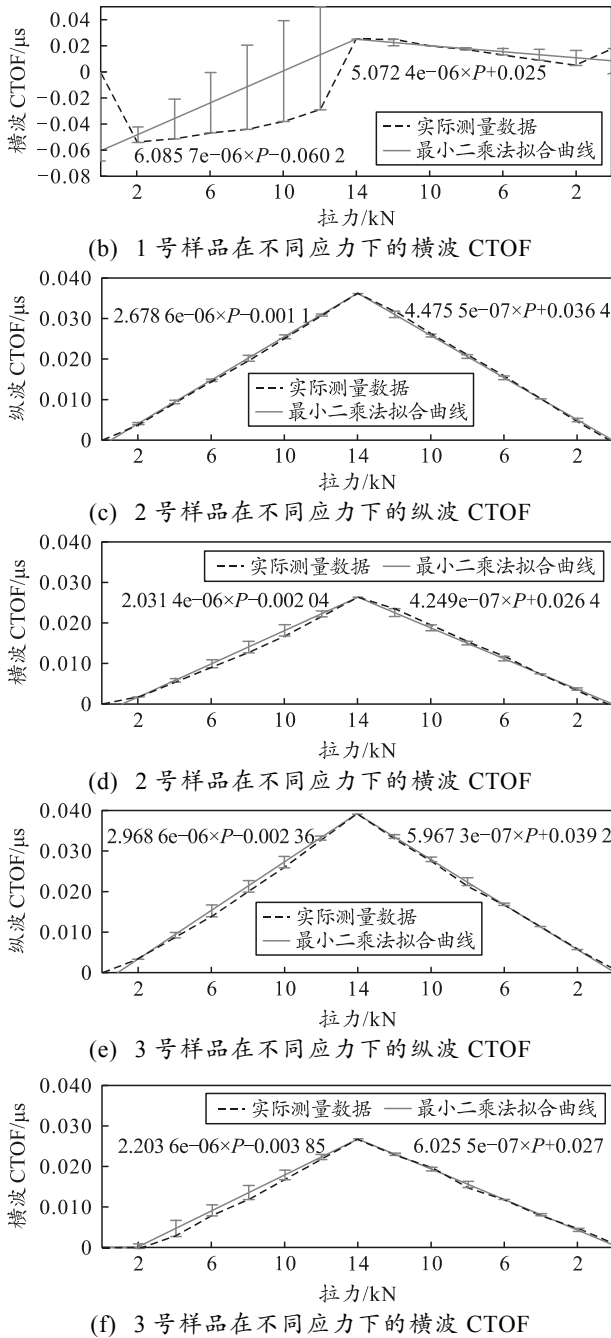 0.04
0.02
0
−0.02
−0.04
−0.06
−0.08
横波 CTOF/μs
5.072 4e−06×P+0.025
6.085 7e−06×P−0.060 2
实际测量数据
最小二乘法拟合曲线
2 6 10 14 10 6 2
拉力/kN
(b) 1 号样品在不同应力下的横波 CTOF
0.040
0.030
0.020
0.010
0
纵波 CTOF/μs
2.678 6e−06×P−0.001 1
4.475 5e−07×P+0.036 4
实际测量数据
最小二乘法拟合曲线
2 6 10 14 10 6 2
拉力/kN
(c) 2 号样品在不同应力下的纵波 CTOF
0.040
0.030
0.020
0.010
0
横波 CTOF/μs
实际测量数据 最小二乘法拟合曲线
2.031 4e−06×P−0.002 04
4.249e−07×P+0.026 4
2 6 10 14 10 6 2
拉力/kN
(d) 2 号样品在不同应力下的横波 CTOF
0.040
0.030
0.020
0.010
0
纵波 CTOF/μs
2.968 6e−06×P−0.002 36
5.967 3e−07×P+0.039 2
实际测量数据
最小二乘法拟合曲线
2 6 10 14 10 6 2
拉力/kN
(e) 3 号样品在不同应力下的纵波 CTOF
0.040
0.030
0.020
0.010
0
横波 CTOF/μs
实际测量数据 最小二乘法拟合曲线
2.203 6e−06×P−0.003 85
6.025 5e−07×P+0.027
2 6 10 14 10 6 2
拉力/kN
(f) 3 号样品在不同应力下的横波 CTOF